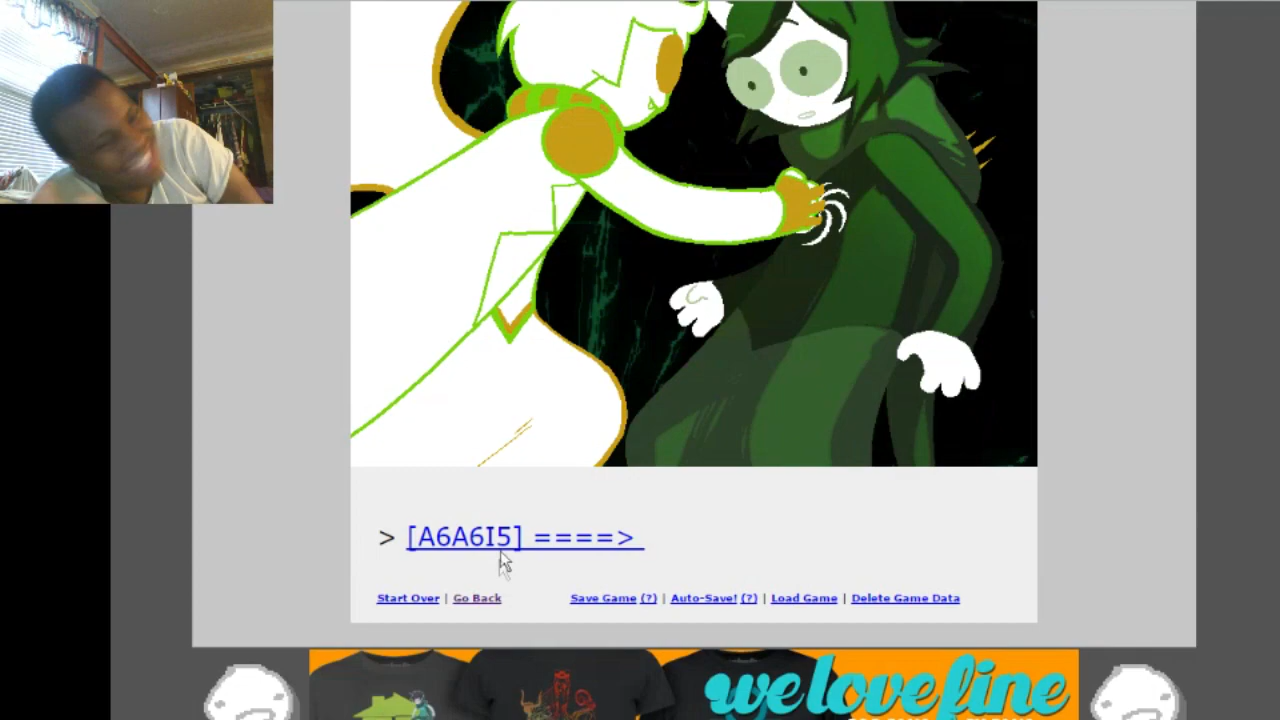 > [A6A6I5] ====>
Start Over | Go Back Save Game (?) | Auto-Save! (?) | Load Game | Delete Game Data
welovefine